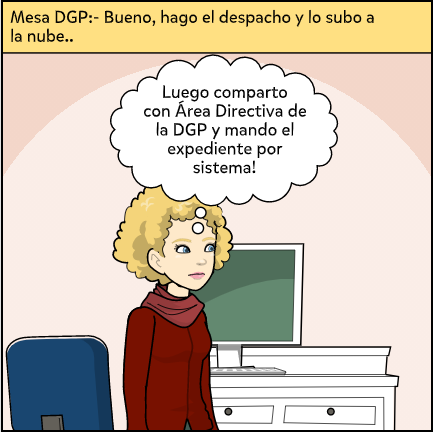 Mesa DGP:- Bueno, hago el despacho y lo subo a
la nube..
Luego comparto
con Área Directiva de
la DGP y mando el
expediente por
sistema!